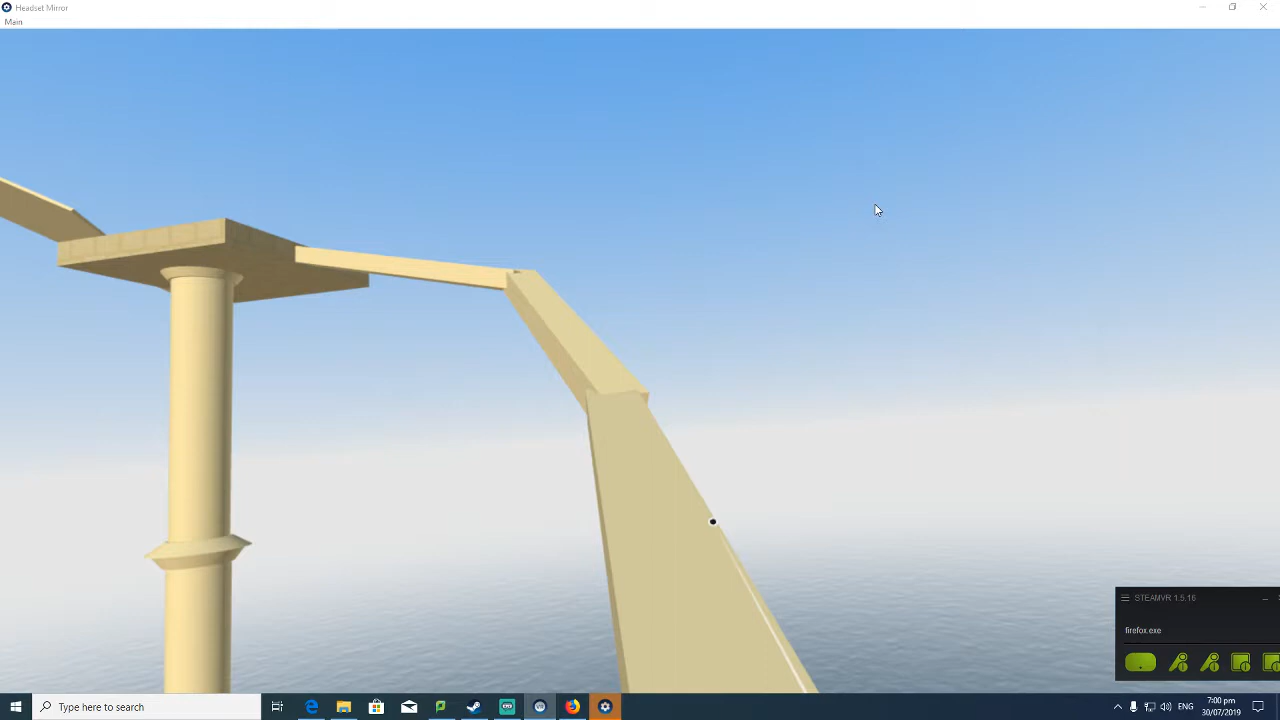 Headset Mirror
Main
STEAMVR 1.5.16
firefox.exe
Type here to search
ENG
7:00 pm
30/07/2019